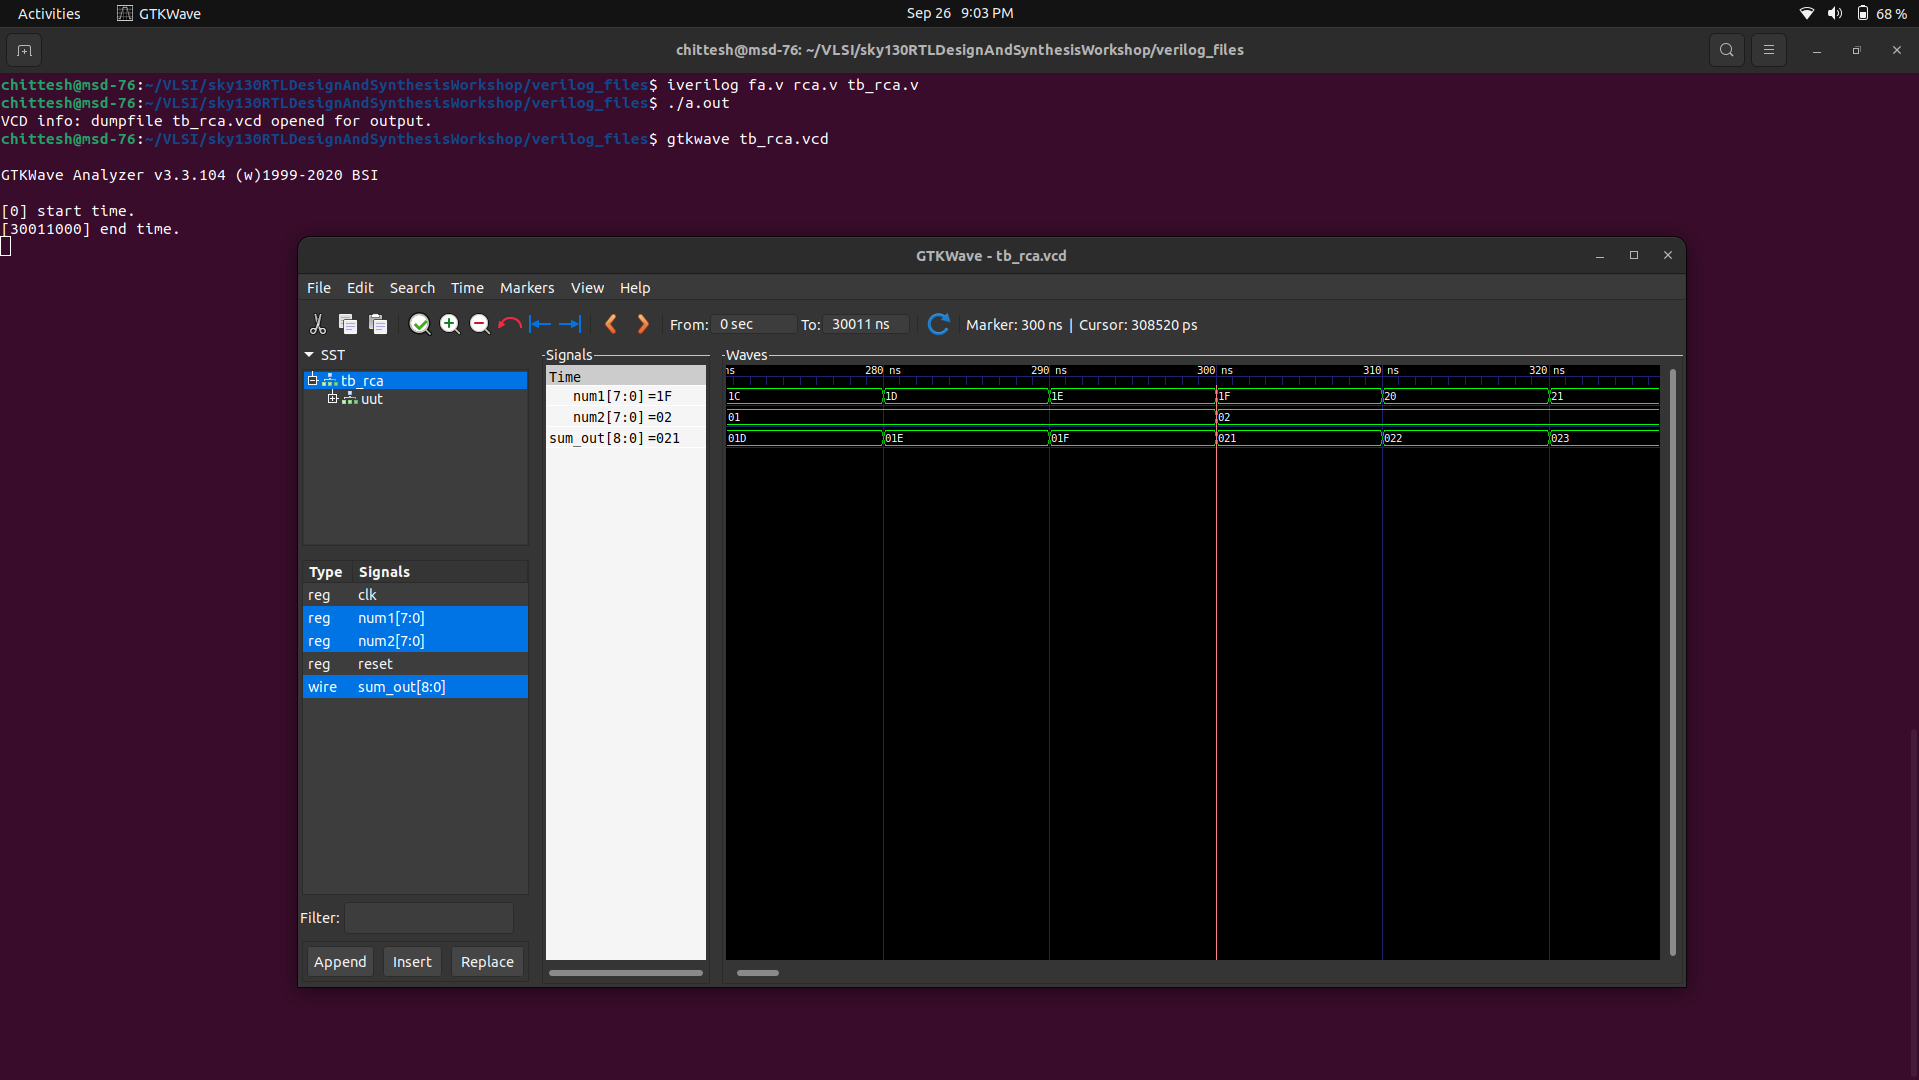 Activities GTKWave Sep 26 9:03 PM 68 %
chittesh@msd-76: ~/VLSI/sky130RTLDesignAndSynthesisWorkshop/verilog_files
chittesh@msd-76:~/VLSI/sky130RTLDesignAndSynthesisWorkshop/verilog_files$ iverilog fa.v rca.v tb_rca.v
chittesh@msd-76:~/VLSI/sky130RTLDesignAndSynthesisWorkshop/verilog_files$ ./a.out
VCD info: dumpfile tb_rca.vcd opened for output.
chittesh@msd-76:~/VLSI/sky130RTLDesignAndSynthesisWorkshop/verilog_files$ gtkwave tb_rca.vcd
GTKWave Analyzer v3.3.104 (w)1999-2020 BSI
[0] start time.
[30011000] end time.
GTKWave - tb_rca.vcd
File Edit Search Time Markers View Help
From: 0 sec To: 30011 ns Marker: 300 ns | Cursor: 308520 ps
SST
tb_rca
uut
Type Signals
reg clk
reg num1[7:0]
reg num2[7:0]
reg reset
wire sum_out[8:0]
Filter:
Append Insert Replace
Signals
Time
num1[7:0] =1F
num2[7:0] =02
sum_out[8:0] =021
Waves
ns 280 ns 290 ns 300 ns 310 ns 320 ns
1C 1D 1E 1F 20 21
01 02
01D 01E 01F 021 022 023